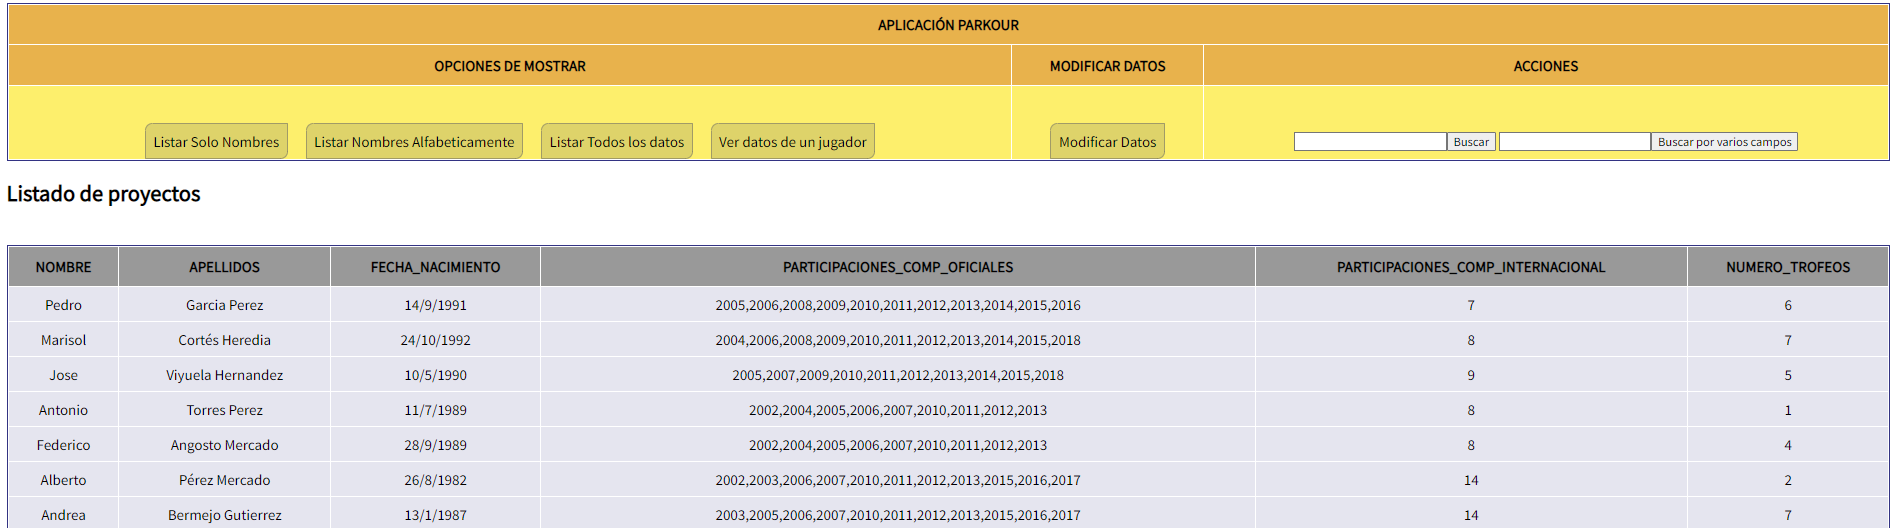 APLICACIÓN PARKOUR
OPCIONES DE MOSTRAR MODIFICAR DATOS ACCIONES
Listar Solo Nombres Listar Nombres Alfabeticamente Listar Todos los datos Ver datos de un jugador Modificar Datos Buscar Buscar por varios campos
Listado de proyectos
NOMBRE APELLIDOS FECHA_NACIMIENTO PARTICIPACIONES_COMP_OFICIALES PARTICIPACIONES_COMP_INTERNACIONAL NUMERO_TROFEOS
Pedro Garcia Perez 14/9/1991 2005,2006,2008,2009,2010,2011,2012,2013,2014,2015,2016 7 6
Marisol Cortés Heredia 24/10/1992 2004,2006,2008,2009,2010,2011,2012,2013,2014,2015,2018 8 7
Jose Viyuela Hernandez 10/5/1990 2005,2007,2009,2010,2011,2012,2013,2014,2015,2018 9 5
Antonio Torres Perez 11/7/1989 2002,2004,2005,2006,2007,2010,2011,2012,2013 8 1
Federico Angosto Mercado 28/9/1989 2002,2004,2005,2006,2007,2010,2011,2012,2013 8 4
Alberto Pérez Mercado 26/8/1982 2002,2003,2006,2007,2010,2011,2012,2013,2015,2016,2017 14 2
Andrea Bermejo Gutierrez 13/1/1987 2003,2005,2006,2007,2010,2011,2012,2013,2015,2016,2017 14 7